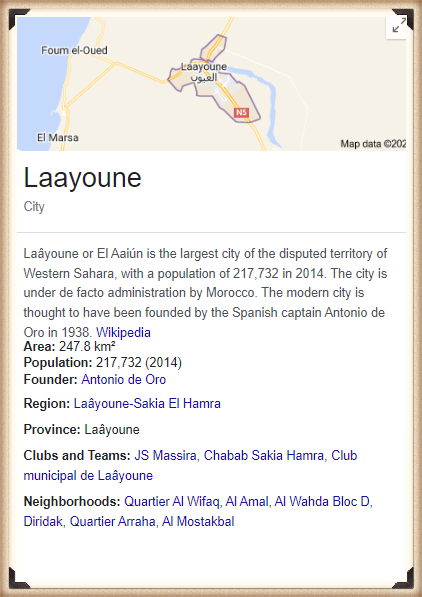 Foum el-Oued
Laayoune
العيون
N5
El Marsa
Map data ©202
Laayoune
City
Laâyoune or El Aaiún is the largest city of the disputed territory of
Western Sahara, with a population of 217,732 in 2014. The city is
under de facto administration by Morocco. The modern city is
thought to have been founded by the Spanish captain Antonio de
Oro in 1938. Wikipedia
Area: 247.8 km²
Population: 217,732 (2014)
Founder: Antonio de Oro
Region: Laâyoune-Sakia El Hamra
Province: Laâyoune
Clubs and Teams: JS Massira, Chabab Sakia Hamra, Club
municipal de Laâyoune
Neighborhoods: Quartier Al Wifaq, Al Amal, Al Wahda Bloc D,
Diridak, Quartier Arraha, Al Mostakbal